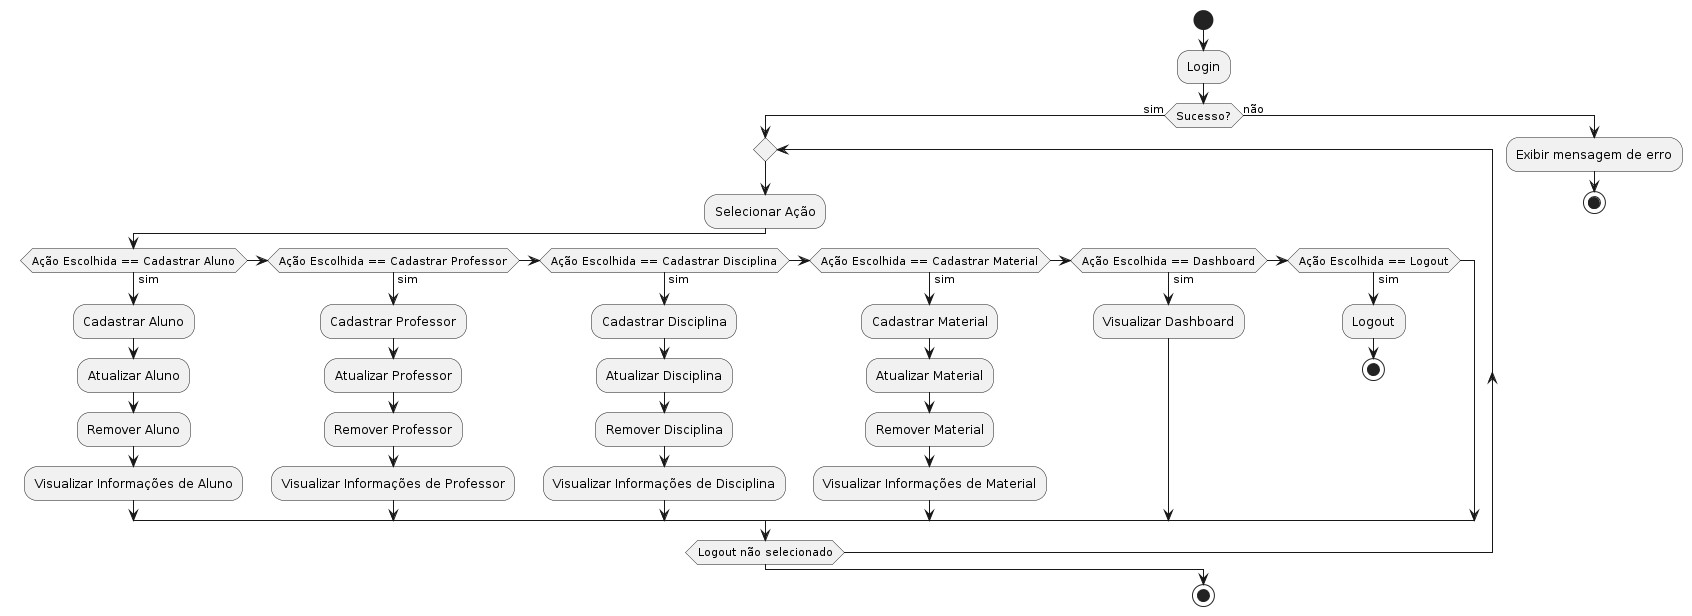 Login
sim
Sucesso?
não
Exibir mensagem de erro
Selecionar Ação
Ação Escolhida == Cadastrar Aluno
Ação Escolhida == Cadastrar Professor
Ação Escolhida == Cadastrar Disciplina
Ação Escolhida == Cadastrar Material
Ação Escolhida == Dashboard
Ação Escolhida == Logout
sim
sim
sim
sim
sim
sim
Cadastrar Aluno
Cadastrar Professor
Cadastrar Disciplina
Cadastrar Material
Visualizar Dashboard
Logout
Atualizar Aluno
Atualizar Professor
Atualizar Disciplina
Atualizar Material
Remover Aluno
Remover Professor
Remover Disciplina
Remover Material
Visualizar Informações de Aluno
Visualizar Informações de Professor
Visualizar Informações de Disciplina
Visualizar Informações de Material
Logout não selecionado